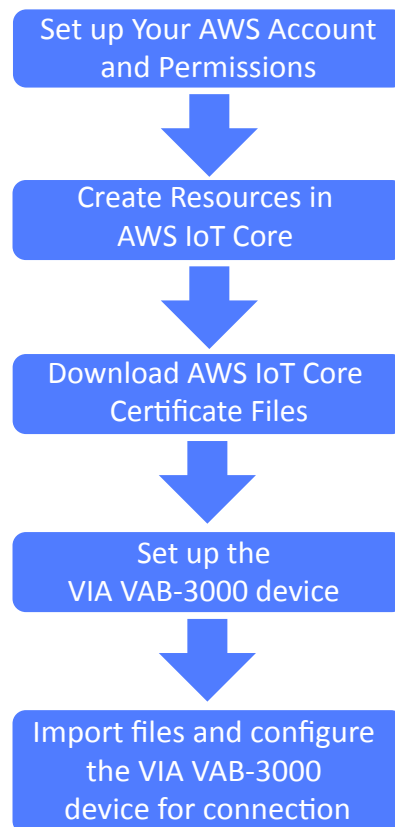 Set up Your AWS Account
and Permissions
Create Resources in
AWS IoT Core
Download AWS IoT Core
Certificate Files
Set up the
VIA VAB-3000 device
Import files and configure
the VIA VAB-3000
device for connection